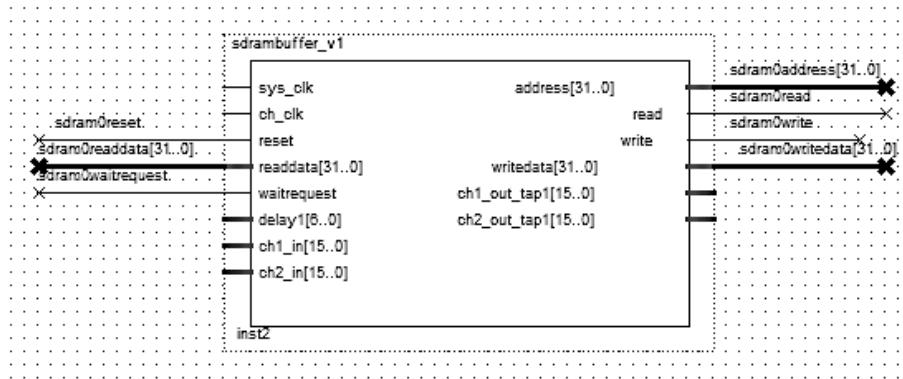 sdrambuffer_v1
sdram0address[31..0]
sys_clk address[31..0]
sdram0read
ch_clk read
sdram0reset sdram0write
reset write
sdram0readdata[31..0] sdram0writedata[31..0]
readdata[31..0] writedata[31..0]
sdram0waitrequest
waitrequest ch1_out_tap1[15..0]
delay1[6..0] ch2_out_tap1[15..0]
ch1_in[15..0]
ch2_in[15..0]
inst2